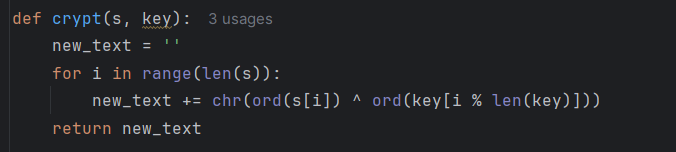 def crypt(s, key):  3 usages
    new_text = ''
    for i in range(len(s)):
        new_text += chr(ord(s[i]) ^ ord(key[i % len(key)]))
    return new_text